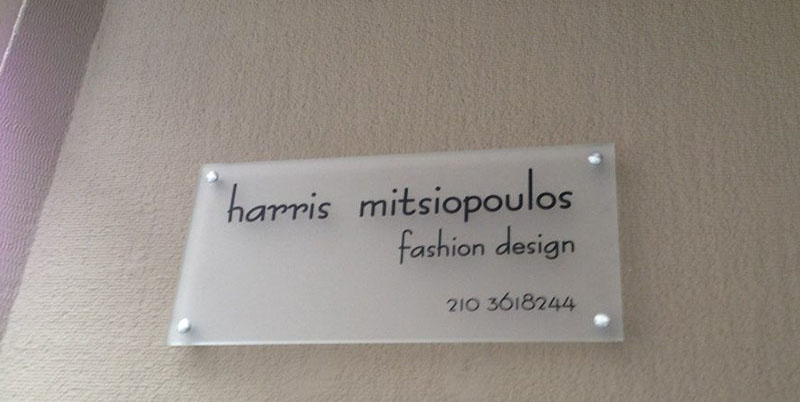 harris mitsiopoulos
fashion design
210 3618244